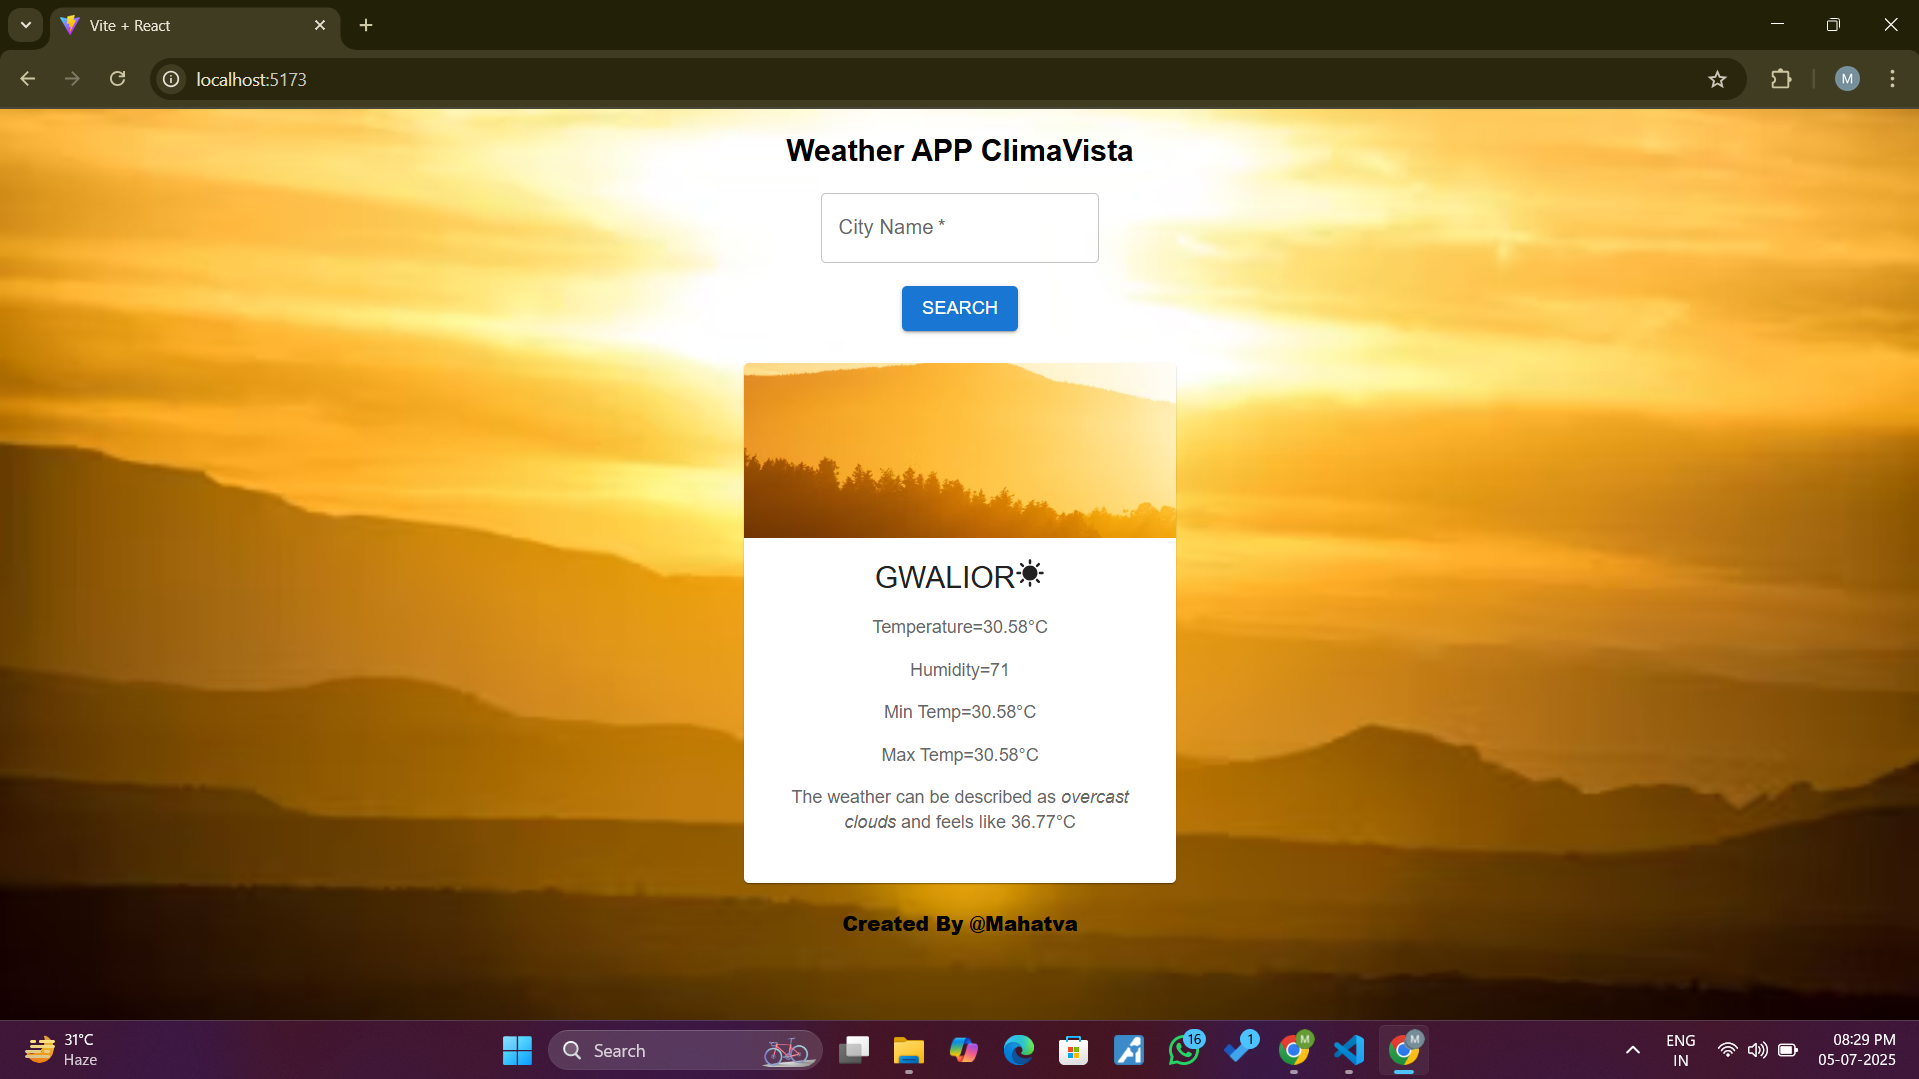 Vite + React
localhost:5173
M
Weather APP ClimaVista
City Name *
SEARCH
GWALIOR
Temperature=30.58°C
Humidity=71
Min Temp=30.58°C
Max Temp=30.58°C
The weather can be described as overcast
clouds and feels like 36.77°C
Created By @Mahatva
31°C
Haze
Search
16
1
M
M
ENG
IN
08:29 PM
05-07-2025